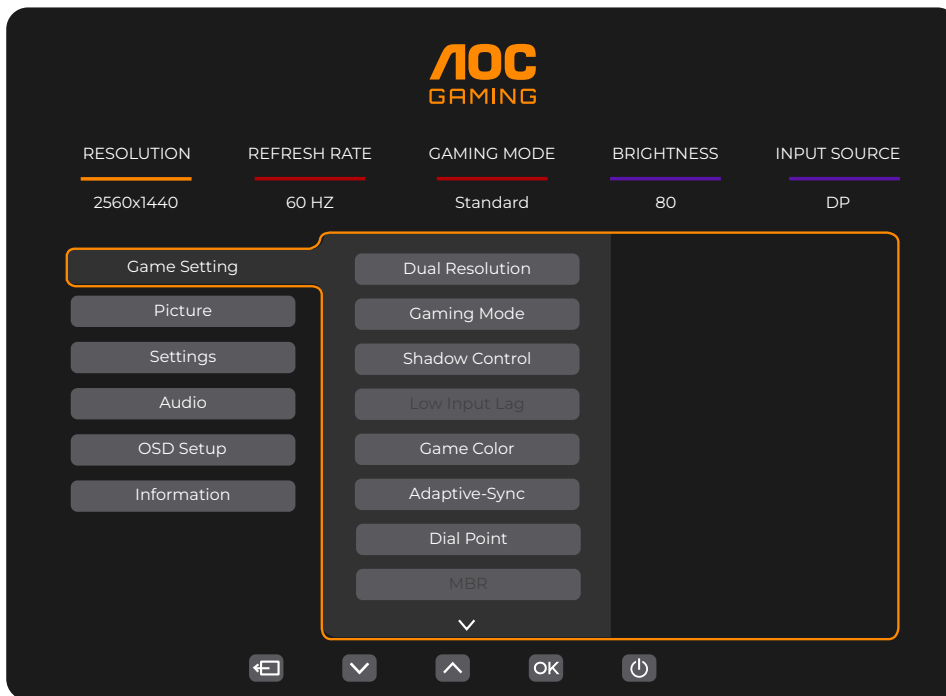 AOC
GAMING
RESOLUTION REFRESH RATE GAMING MODE BRIGHTNESS INPUT SOURCE
2560x1440 60 HZ Standard 80 DP
Game Setting
Picture
Settings
Audio
OSD Setup
Information
Dual Resolution
Gaming Mode
Shadow Control
Low Input Lag
Game Color
Adaptive-Sync
Dial Point
MBR
OK